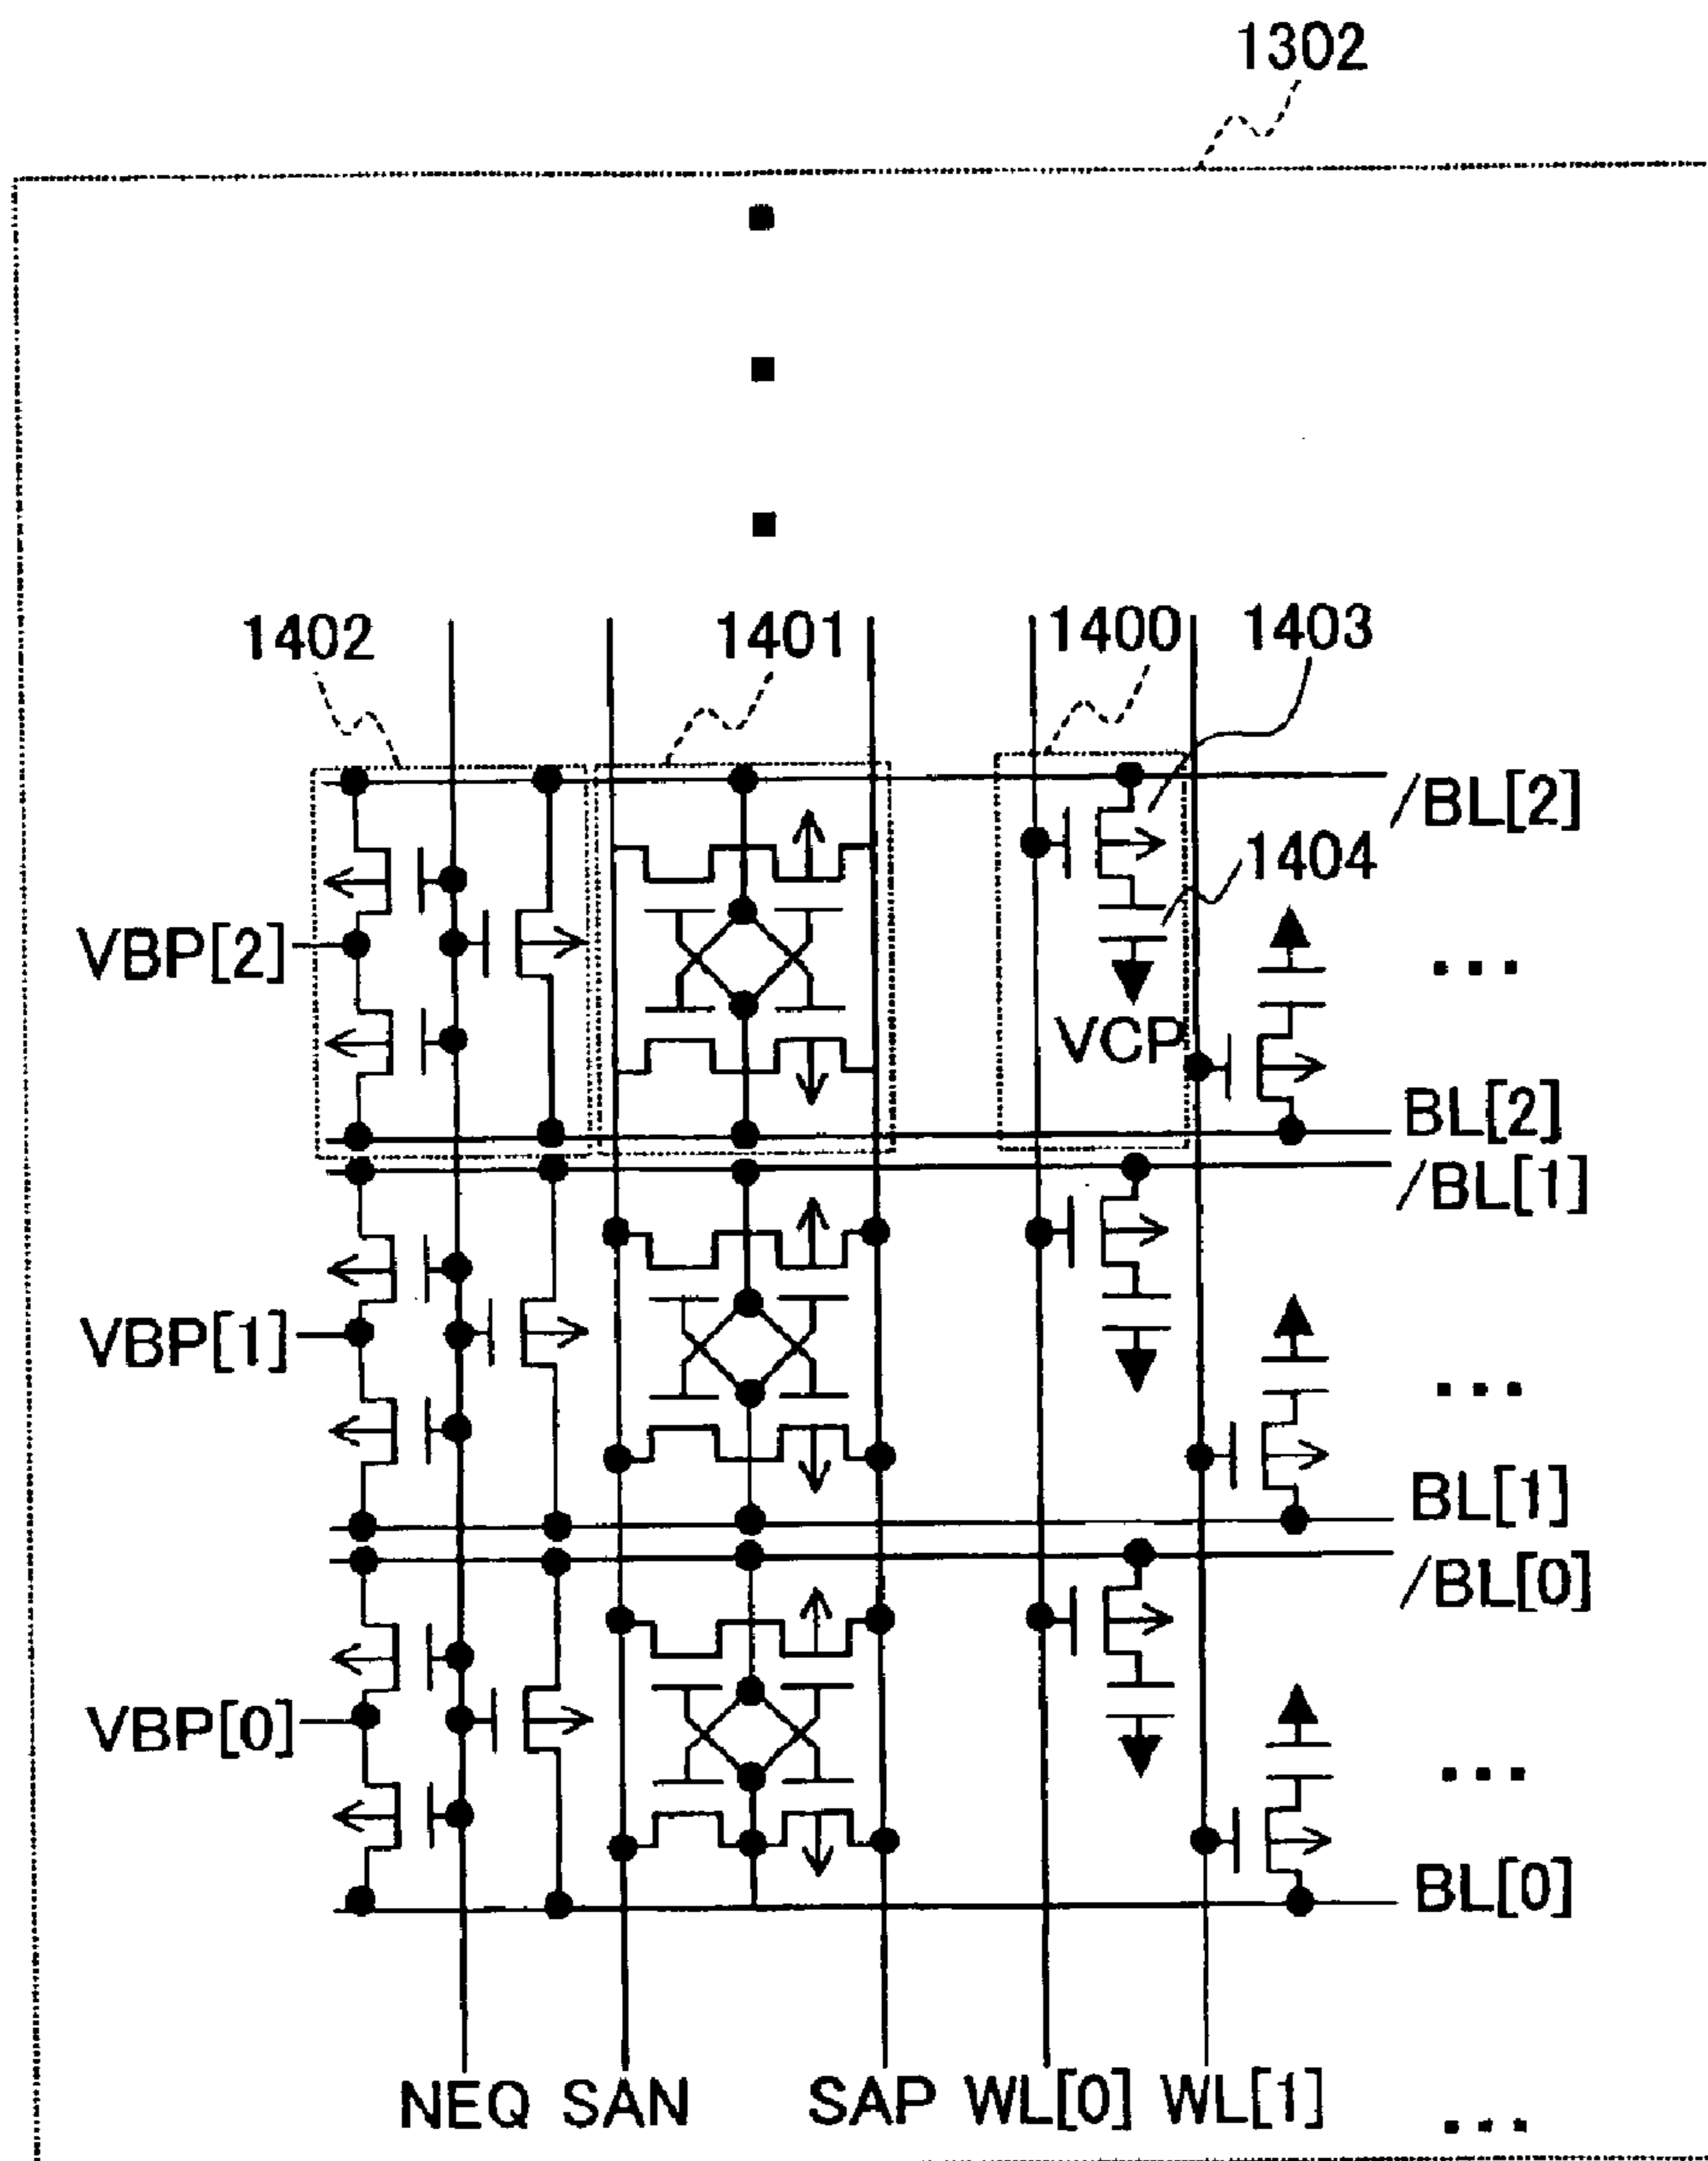 1302
1402
1401
1400
1403
/BL[2]
1404
VBP[2]
...
VCP
BL[2]
/BL[1]
VBP[1]
...
BL[1]
/BL[0]
VBP[0]
...
BL[0]
NEQ SAN SAP WL[0] WL[1] ...